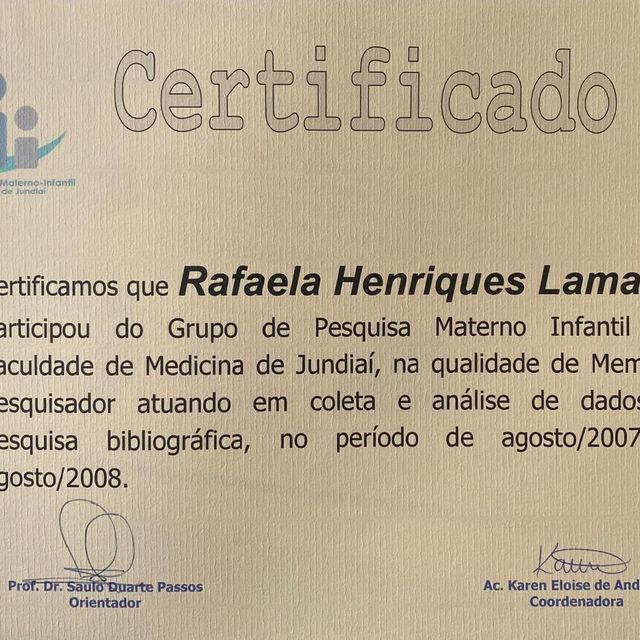 Certificado
Materno-Infantil
de Jundiaí
ertificamos que Rafaela Henriques Lama
articipou do Grupo de Pesquisa Materno Infantil
aculdade de Medicina de Jundiaí, na qualidade de Mem
esquisador atuando em coleta e análise de dados
esquisa bibliográfica, no período de agosto/2007
gosto/2008.
Prof. Dr. Saulo Duarte Passos
Orientador
Ac. Karen Eloise de And
Coordenadora